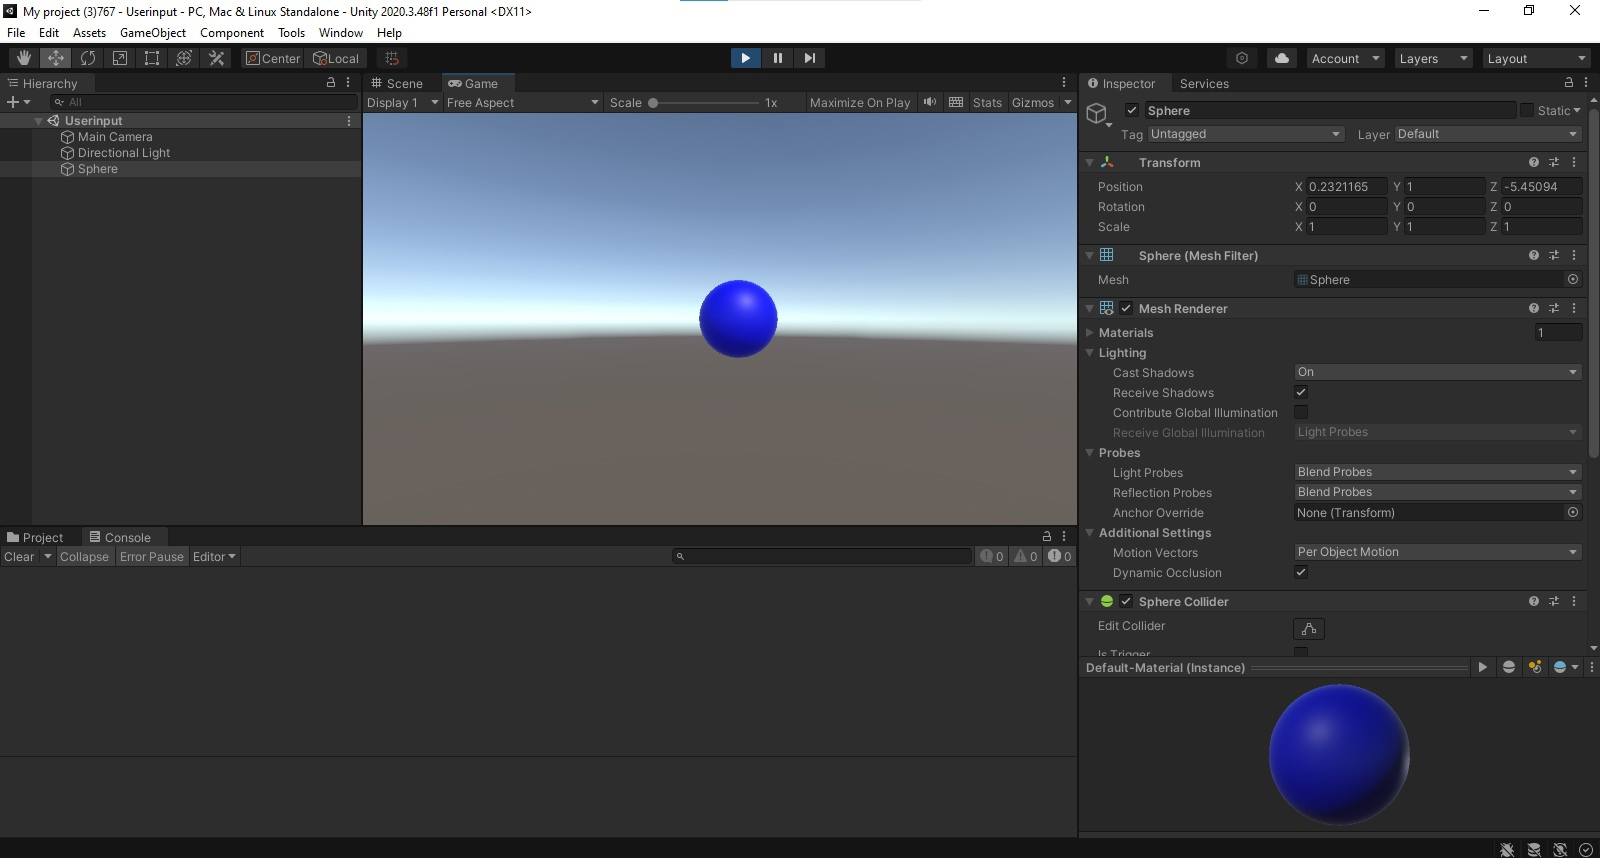 My project (3)767 - Userinput - PC, Mac & Linux Standalone - Unity 2020.3.48f1 Personal <DX11>
File Edit Assets GameObject Component Tools Window Help
Center Local Account Layers Layout
Hierarchy
All
Userinput
Main Camera
Directional Light
Sphere
Scene Game
Display 1 Free Aspect Scale 1x Maximize On Play Stats Gizmos
Project Console
Clear Collapse Error Pause Editor 0 0 0
Inspector Services
Sphere Static
Tag Untagged Layer Default
Transform
Position X 0.2321165 Y 1 Z -5.45094
Rotation X 0 Y 0 Z 0
Scale X 1 Y 1 Z 1
Sphere (Mesh Filter)
Mesh Sphere
Mesh Renderer
Materials 1
Lighting
Cast Shadows On
Receive Shadows
Contribute Global Illumination
Receive Global Illumination Light Probes
Probes
Light Probes Blend Probes
Reflection Probes Blend Probes
Anchor Override None (Transform)
Additional Settings
Motion Vectors Per Object Motion
Dynamic Occlusion
Sphere Collider
Edit Collider
Is Trigger
Default-Material (Instance)